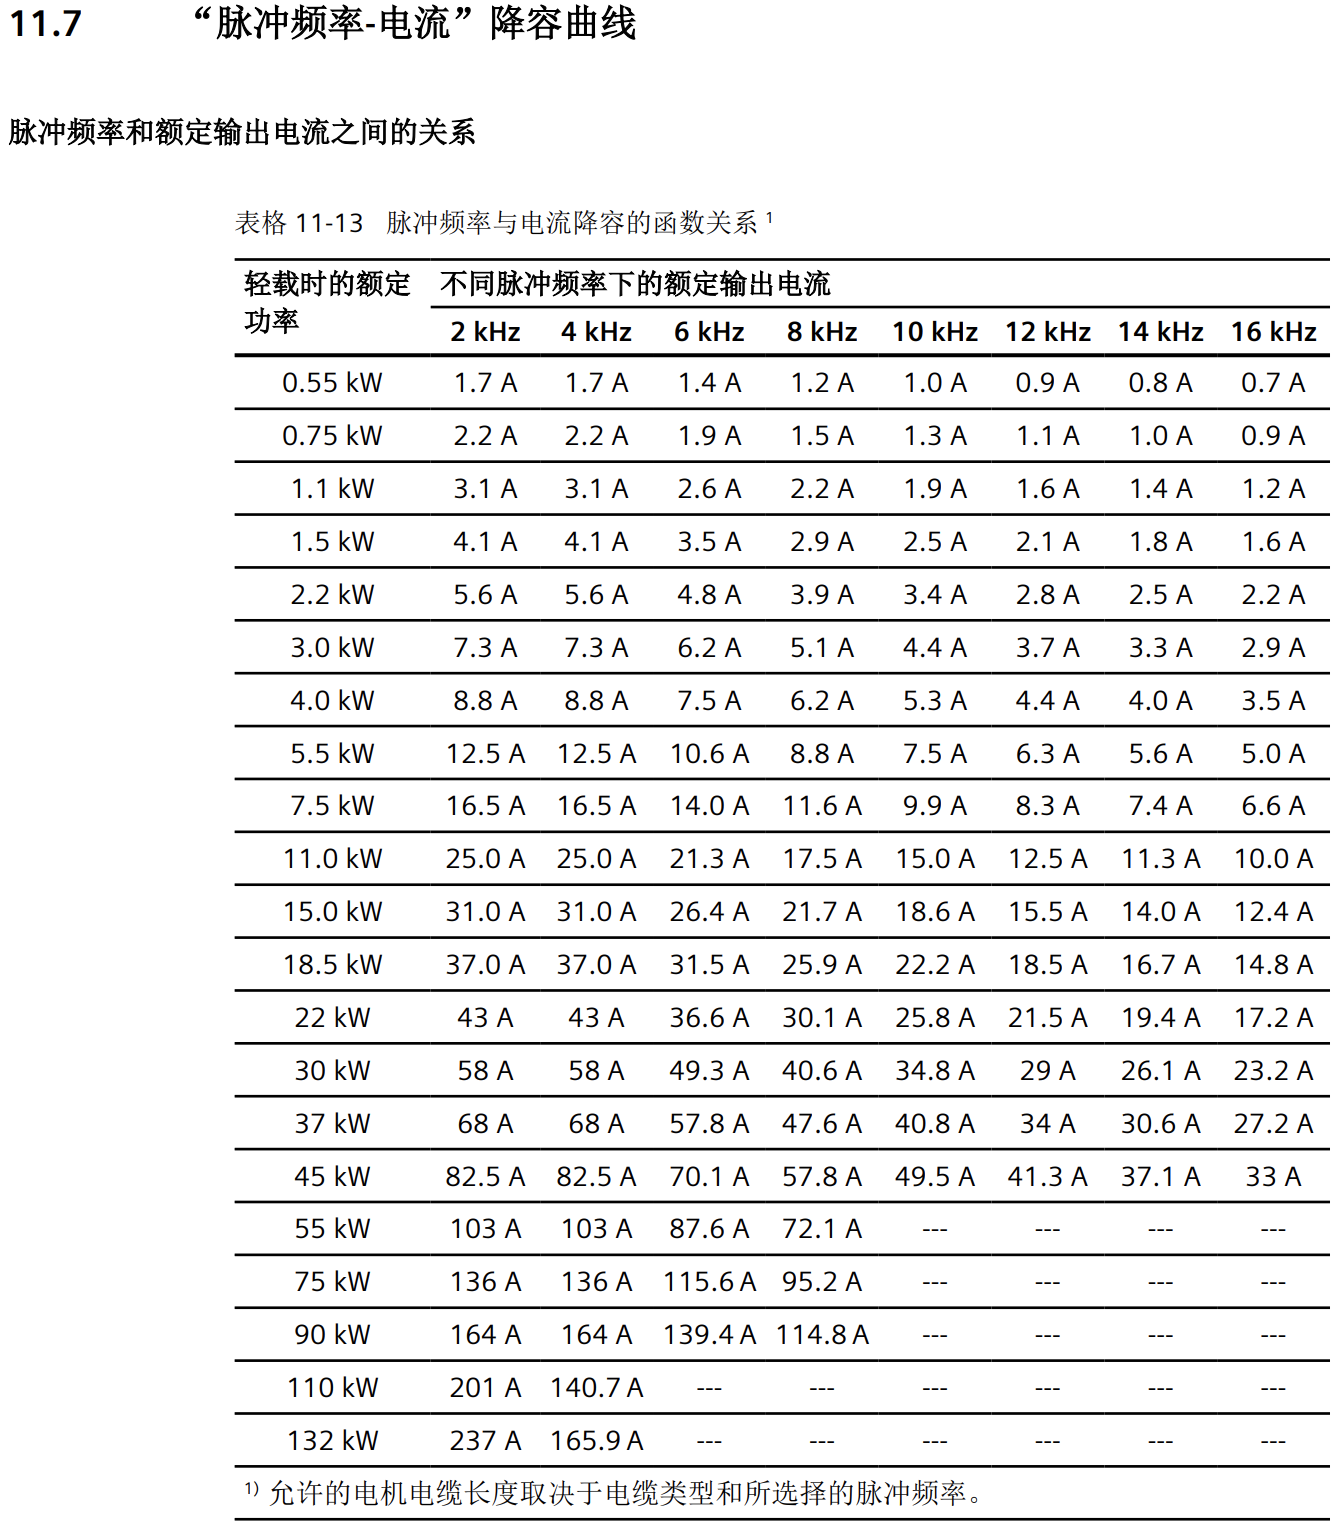 11.7 “脉冲频率-电流”降容曲线
脉冲频率和额定输出电流之间的关系
表格 11-13 脉冲频率与电流降容的函数关系 1
轻载时的额定功率 不同脉冲频率下的额定输出电流
2 kHz 4 kHz 6 kHz 8 kHz 10 kHz 12 kHz 14 kHz 16 kHz
0.55 kW 1.7 A 1.7 A 1.4 A 1.2 A 1.0 A 0.9 A 0.8 A 0.7 A
0.75 kW 2.2 A 2.2 A 1.9 A 1.5 A 1.3 A 1.1 A 1.0 A 0.9 A
1.1 kW 3.1 A 3.1 A 2.6 A 2.2 A 1.9 A 1.6 A 1.4 A 1.2 A
1.5 kW 4.1 A 4.1 A 3.5 A 2.9 A 2.5 A 2.1 A 1.8 A 1.6 A
2.2 kW 5.6 A 5.6 A 4.8 A 3.9 A 3.4 A 2.8 A 2.5 A 2.2 A
3.0 kW 7.3 A 7.3 A 6.2 A 5.1 A 4.4 A 3.7 A 3.3 A 2.9 A
4.0 kW 8.8 A 8.8 A 7.5 A 6.2 A 5.3 A 4.4 A 4.0 A 3.5 A
5.5 kW 12.5 A 12.5 A 10.6 A 8.8 A 7.5 A 6.3 A 5.6 A 5.0 A
7.5 kW 16.5 A 16.5 A 14.0 A 11.6 A 9.9 A 8.3 A 7.4 A 6.6 A
11.0 kW 25.0 A 25.0 A 21.3 A 17.5 A 15.0 A 12.5 A 11.3 A 10.0 A
15.0 kW 31.0 A 31.0 A 26.4 A 21.7 A 18.6 A 15.5 A 14.0 A 12.4 A
18.5 kW 37.0 A 37.0 A 31.5 A 25.9 A 22.2 A 18.5 A 16.7 A 14.8 A
22 kW 43 A 43 A 36.6 A 30.1 A 25.8 A 21.5 A 19.4 A 17.2 A
30 kW 58 A 58 A 49.3 A 40.6 A 34.8 A 29 A 26.1 A 23.2 A
37 kW 68 A 68 A 57.8 A 47.6 A 40.8 A 34 A 30.6 A 27.2 A
45 kW 82.5 A 82.5 A 70.1 A 57.8 A 49.5 A 41.3 A 37.1 A 33 A
55 kW 103 A 103 A 87.6 A 72.1 A --- --- --- ---
75 kW 136 A 136 A 115.6 A 95.2 A --- --- --- ---
90 kW 164 A 164 A 139.4 A 114.8 A --- --- --- ---
110 kW 201 A 140.7 A --- --- --- --- --- ---
132 kW 237 A 165.9 A --- --- --- --- --- ---
1) 允许的电机电缆长度取决于电缆类型和所选择的脉冲频率。